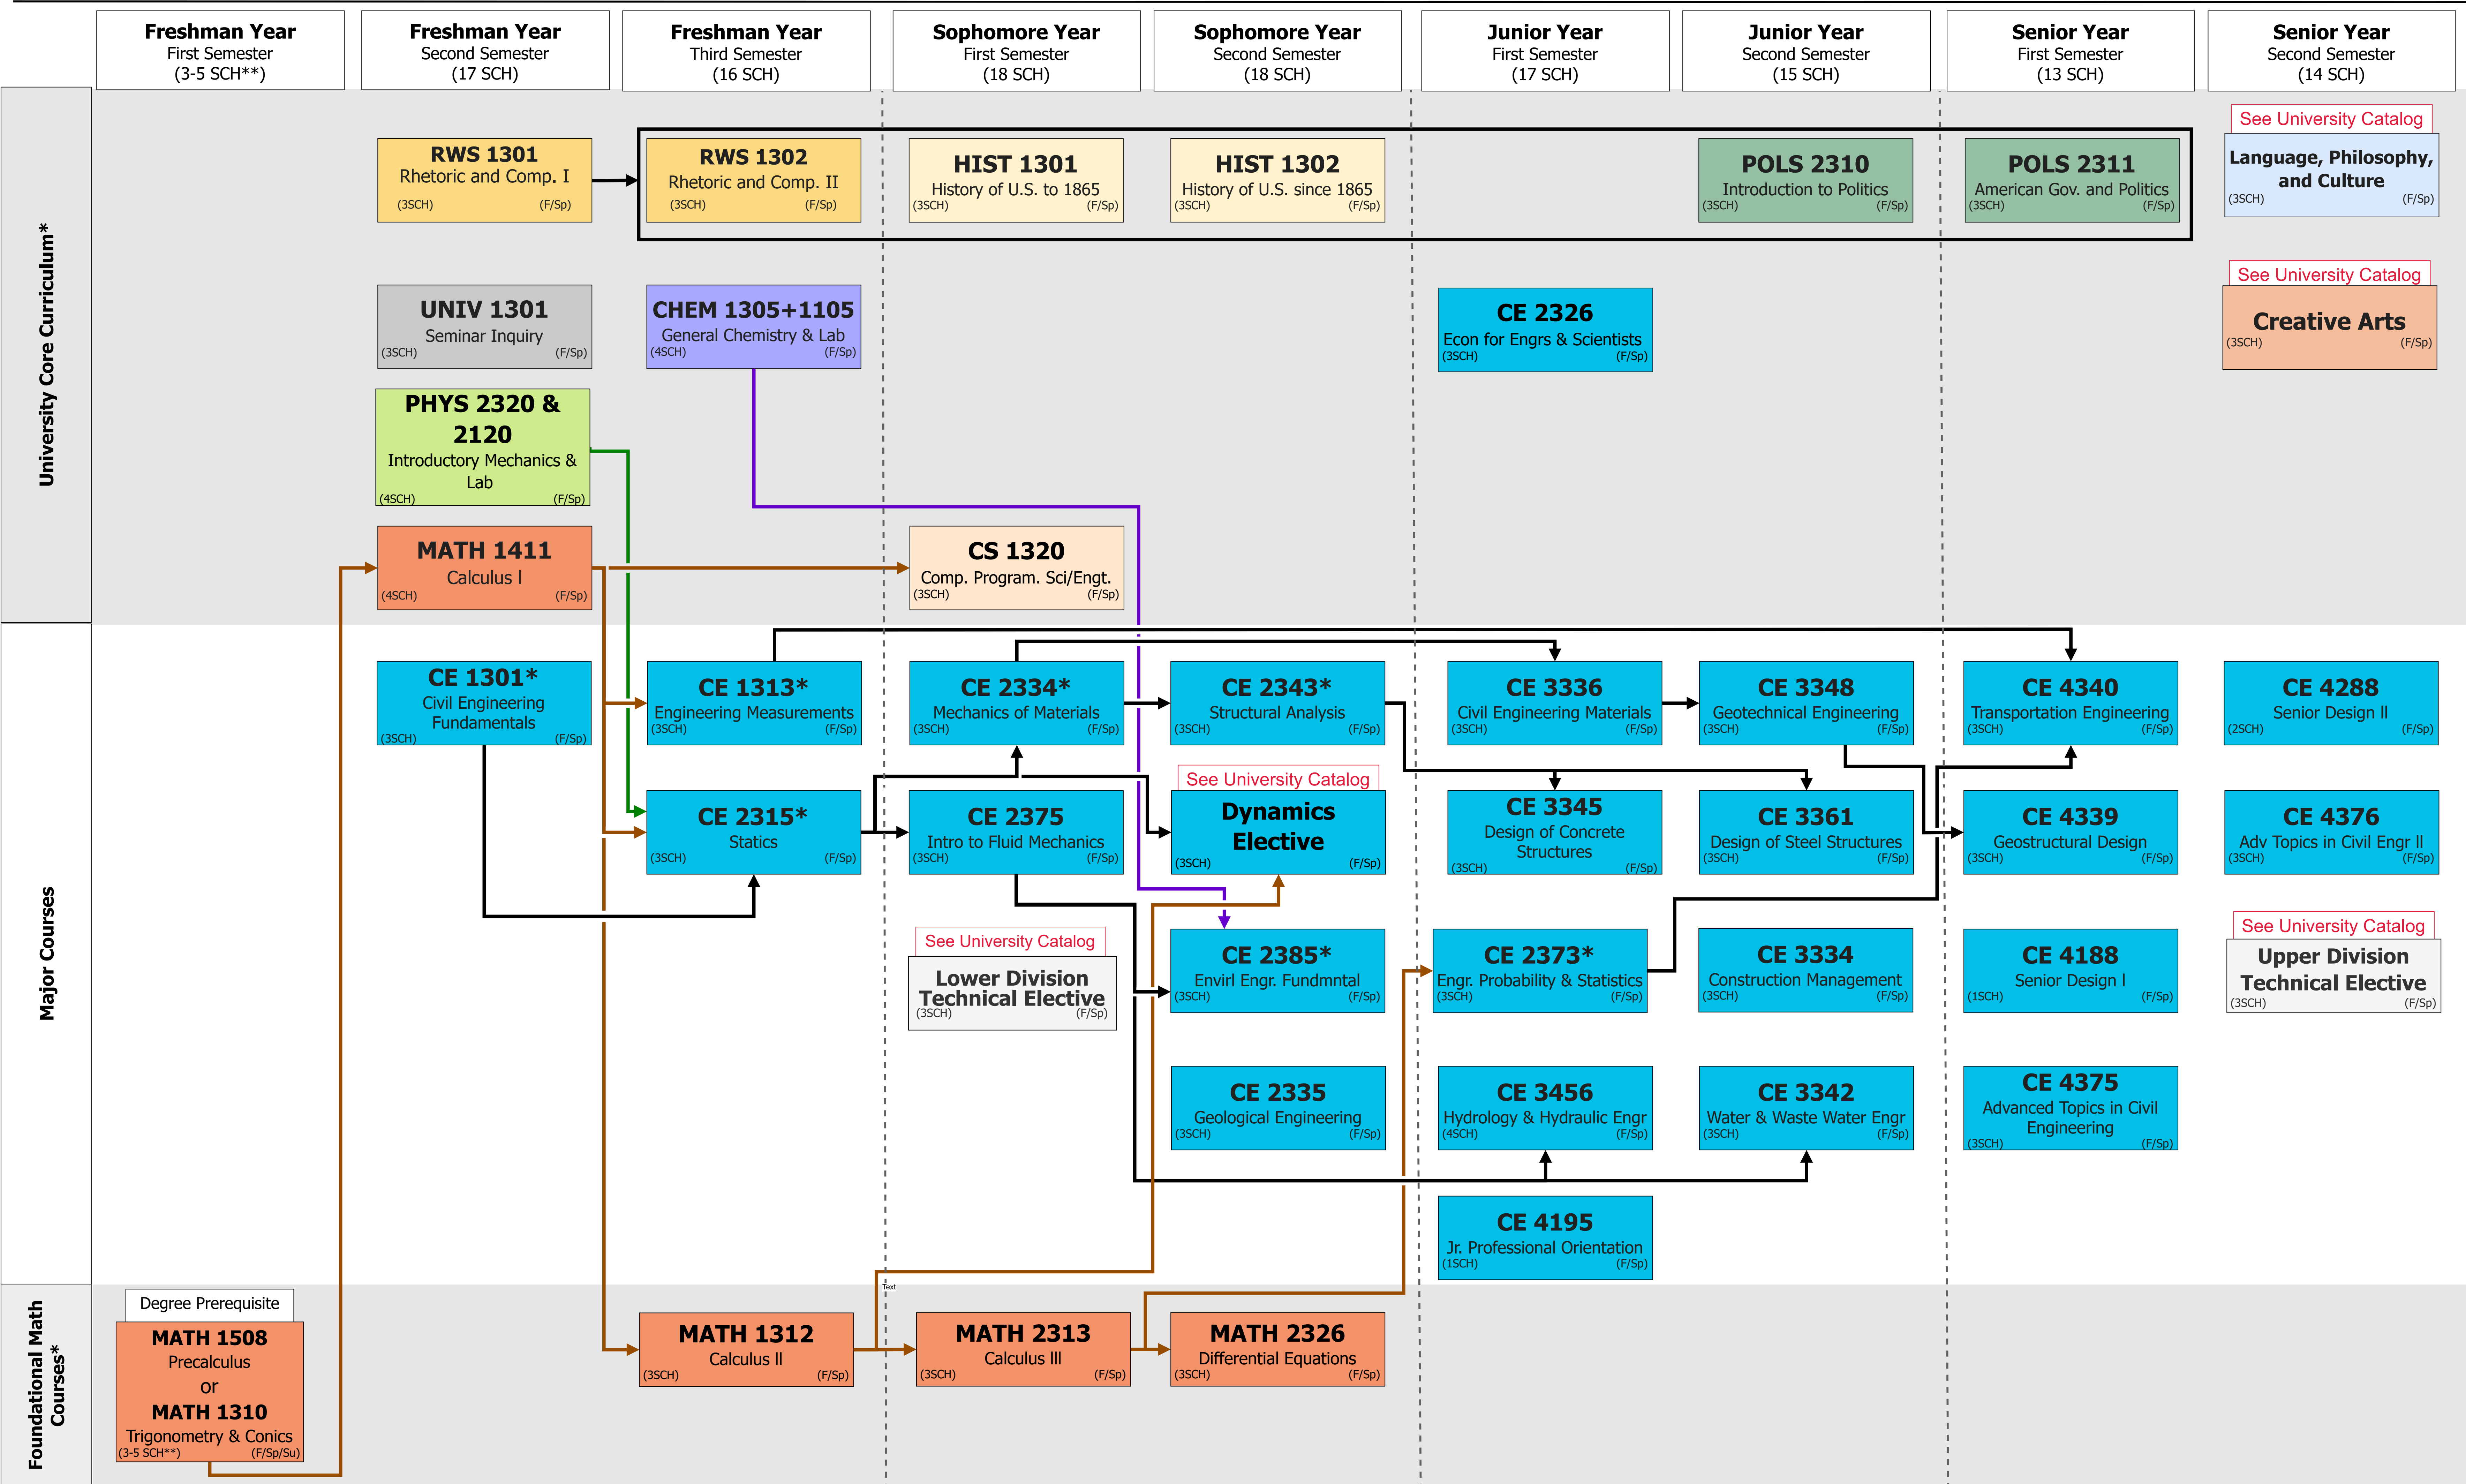 Freshman Year
First Semester
(3-5 SCH**)
Freshman Year
Second Semester
(17 SCH)
Freshman Year
Third Semester
(16 SCH)
Sophomore Year
First Semester
(18 SCH)
Sophomore Year
Second Semester
(18 SCH)
Junior Year
First Semester
(17 SCH)
Junior Year
Second Semester
(15 SCH)
Senior Year
First Semester
(13 SCH)
Senior Year
Second Semester
(14 SCH)
University Core Curriculum*
RWS 1301
Rhetoric and Comp. I
(3SCH) (F/Sp)
RWS 1302
Rhetoric and Comp. II
(3SCH) (F/Sp)
HIST 1301
History of U.S. to 1865
(3SCH) (F/Sp)
HIST 1302
History of U.S. since 1865
(3SCH) (F/Sp)
POLS 2310
Introduction to Politics
(3SCH) (F/Sp)
POLS 2311
American Gov. and Politics
(3SCH) (F/Sp)
See University Catalog
Language, Philosophy,
and Culture
(3SCH) (F/Sp)
UNIV 1301
Seminar Inquiry
(3SCH) (F/Sp)
CHEM 1305+1105
General Chemistry & Lab
(4SCH) (F/Sp)
CE 2326
Econ for Engrs & Scientists
(3SCH) (F/Sp)
See University Catalog
Creative Arts
(3SCH) (F/Sp)
PHYS 2320 &
2120
Introductory Mechanics &
Lab
(4SCH) (F/Sp)
MATH 1411
Calculus I
(4SCH) (F/Sp)
CS 1320
Comp. Program. Sci/Engt.
(3SCH) (F/Sp)
Major Courses
CE 1301*
Civil Engineering
Fundamentals
(3SCH) (F/Sp)
CE 1313*
Engineering Measurements
(3SCH) (F/Sp)
CE 2334*
Mechanics of Materials
(3SCH) (F/Sp)
CE 2343*
Structural Analysis
(3SCH) (F/Sp)
CE 3336
Civil Engineering Materials
(3SCH) (F/Sp)
CE 3348
Geotechnical Engineering
(3SCH) (F/Sp)
CE 4340
Transportation Engineering
(3SCH) (F/Sp)
CE 4288
Senior Design II
(2SCH) (F/Sp)
CE 2315*
Statics
(3SCH) (F/Sp)
CE 2375
Intro to Fluid Mechanics
(3SCH) (F/Sp)
See University Catalog
Dynamics
Elective
(3SCH) (F/Sp)
CE 3345
Design of Concrete
Structures
(3SCH) (F/Sp)
CE 3361
Design of Steel Structures
(3SCH) (F/Sp)
CE 4339
Geostructural Design
(3SCH) (F/Sp)
CE 4376
Adv Topics in Civil Engr II
(3SCH) (F/Sp)
See University Catalog
Lower Division
Technical Elective
(3SCH) (F/Sp)
CE 2385*
Envirl Engr. Fundmntal
(3SCH) (F/Sp)
CE 2373*
Engr. Probability & Statistics
(3SCH) (F/Sp)
CE 3334
Construction Management
(3SCH) (F/Sp)
CE 4188
Senior Design I
(1SCH) (F/Sp)
See University Catalog
Upper Division
Technical Elective
(3SCH) (F/Sp)
CE 2335
Geological Engineering
(3SCH) (F/Sp)
CE 3456
Hydrology & Hydraulic Engr
(4SCH) (F/Sp)
CE 3342
Water & Waste Water Engr
(3SCH) (F/Sp)
CE 4375
Advanced Topics in Civil
Engineering
(3SCH) (F/Sp)
CE 4195
Jr. Professional Orientation
(1SCH) (F/Sp)
Foundational Math
Courses*
Degree Prerequisite
MATH 1508
Precalculus
or
MATH 1310
Trigonometry & Conics
(3-5 SCH**) (F/Sp/Su)
Text
MATH 1312
Calculus II
(3SCH) (F/Sp)
MATH 2313
Calculus III
(3SCH) (F/Sp)
MATH 2326
Differential Equations
(3SCH) (F/Sp)